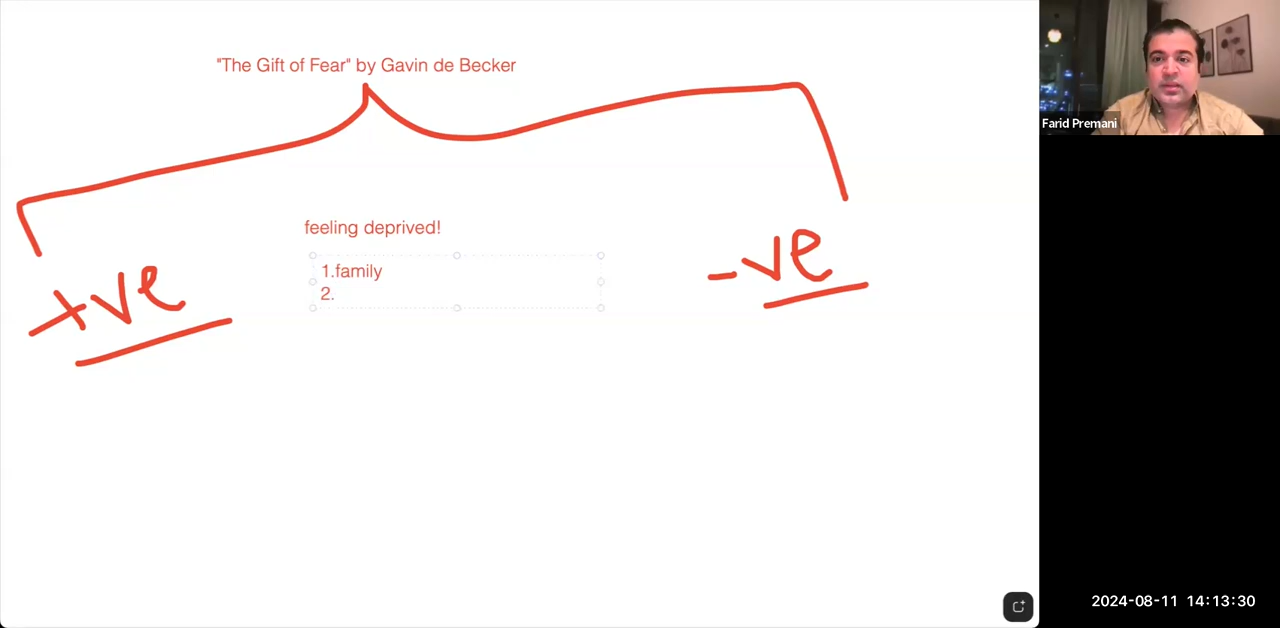 "The Gift of Fear" by Gavin de Becker
Farid Premani
feeling deprived!
1.family
2.
+ve
-ve
2024-08-11 14:13:30